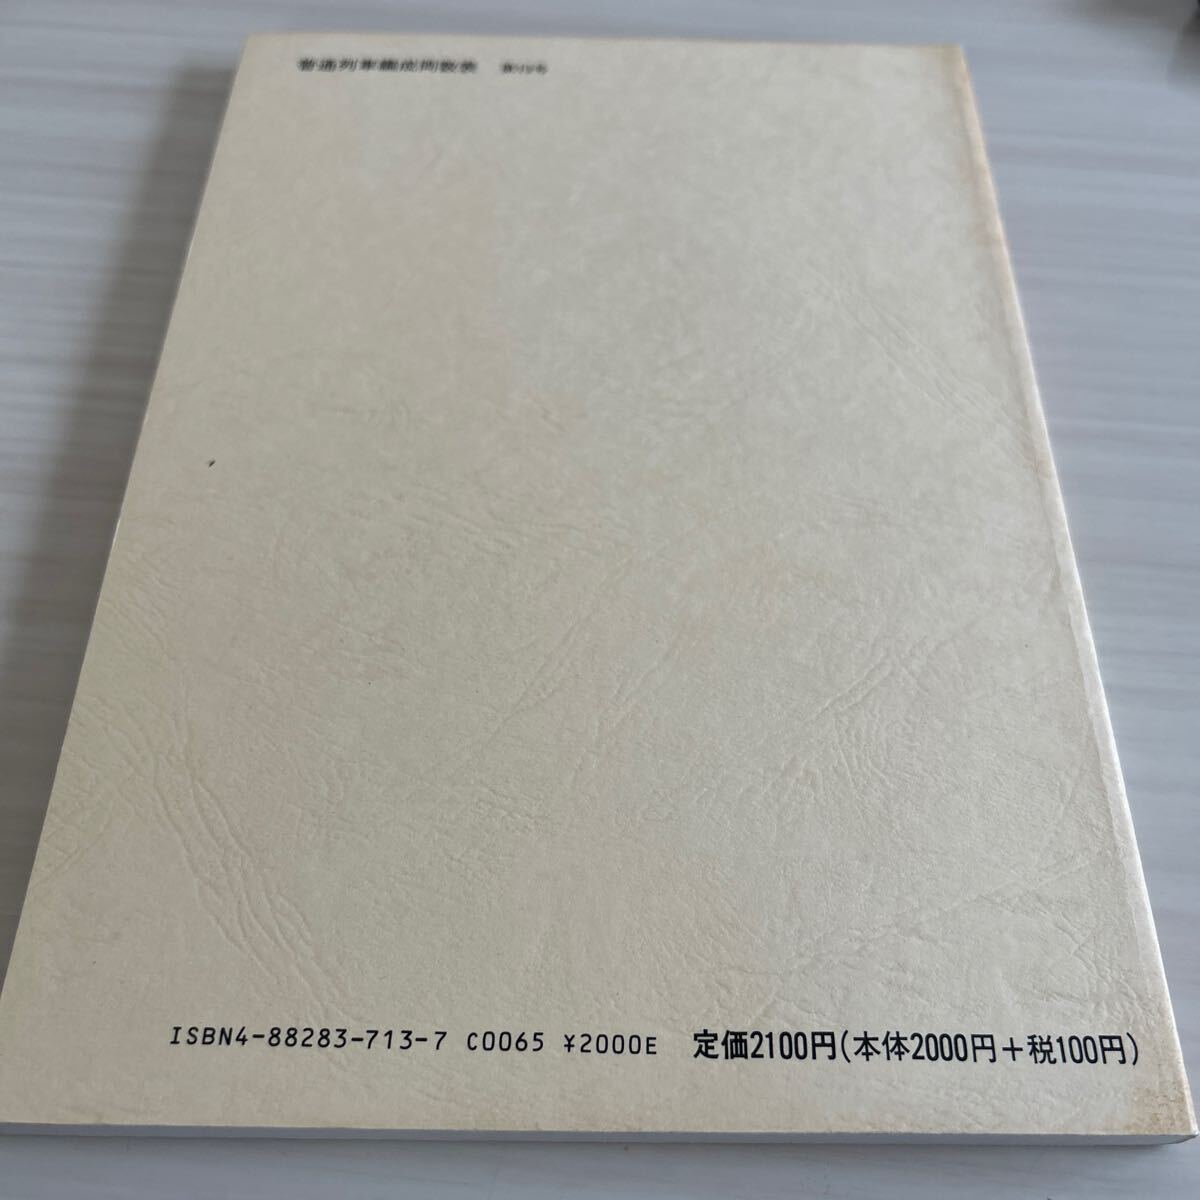 普通列車編成両数表
ISBN4-88283-713-7 C0065 ¥2000E 定価2100円(本体2000円+税100円)